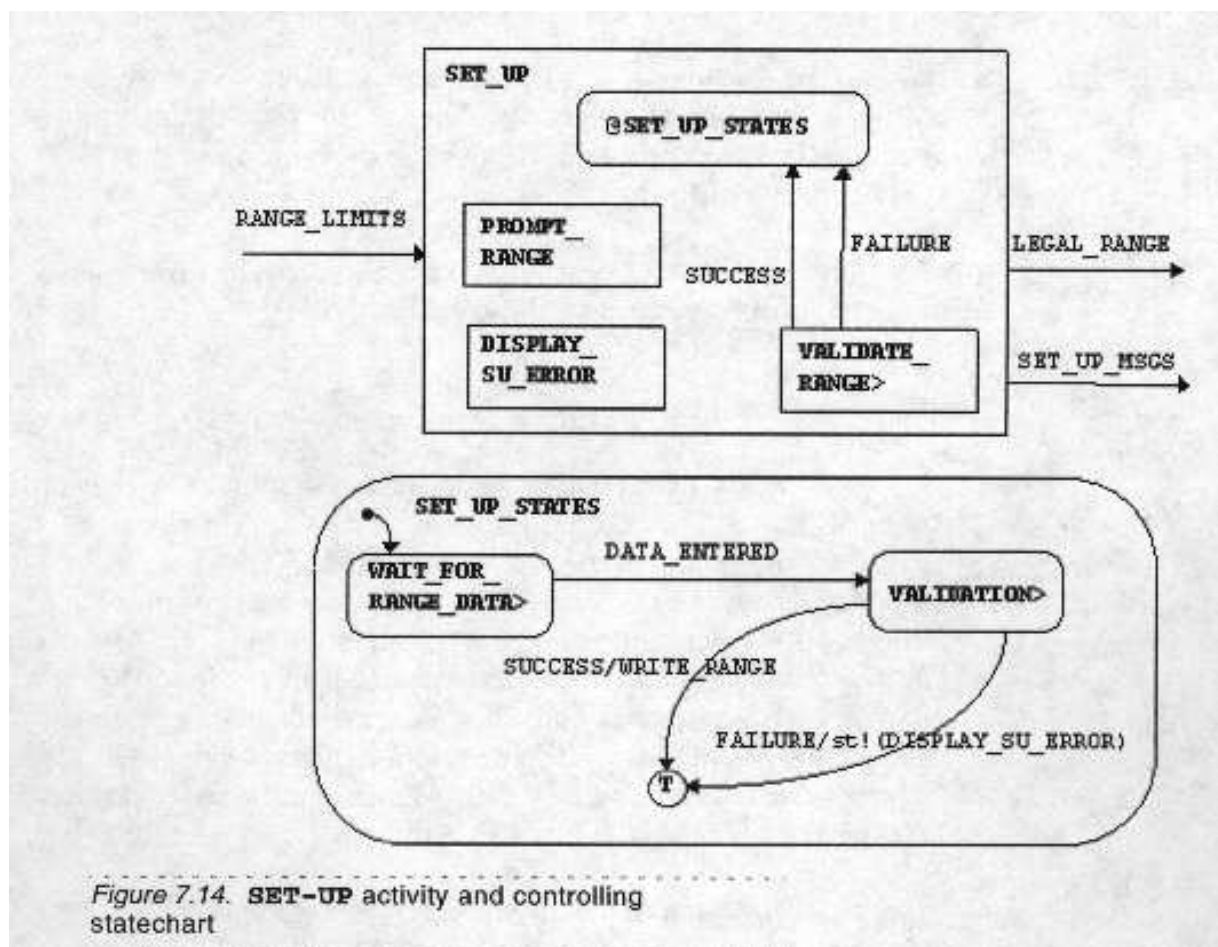 SET_UP
@SET_UP_STATES
RANGE_LIMITS
PROMPT_
RANGE
FAILURE
LEGAL_RANGE
SUCCESS
DISPLAY_
SU_ERROR
VALIDATE_
RANGE>
SET_UP_MSGS
SET_UP_STATES
DATA_ENTERED
WAIT_FOR_
RANGE_DATA>
VALIDATION>
SUCCESS/WRITE_RANGE
FAILURE/st!(DISPLAY_SU_ERROR)
T
Figure 7.14. SET-UP activity and controlling
statechart